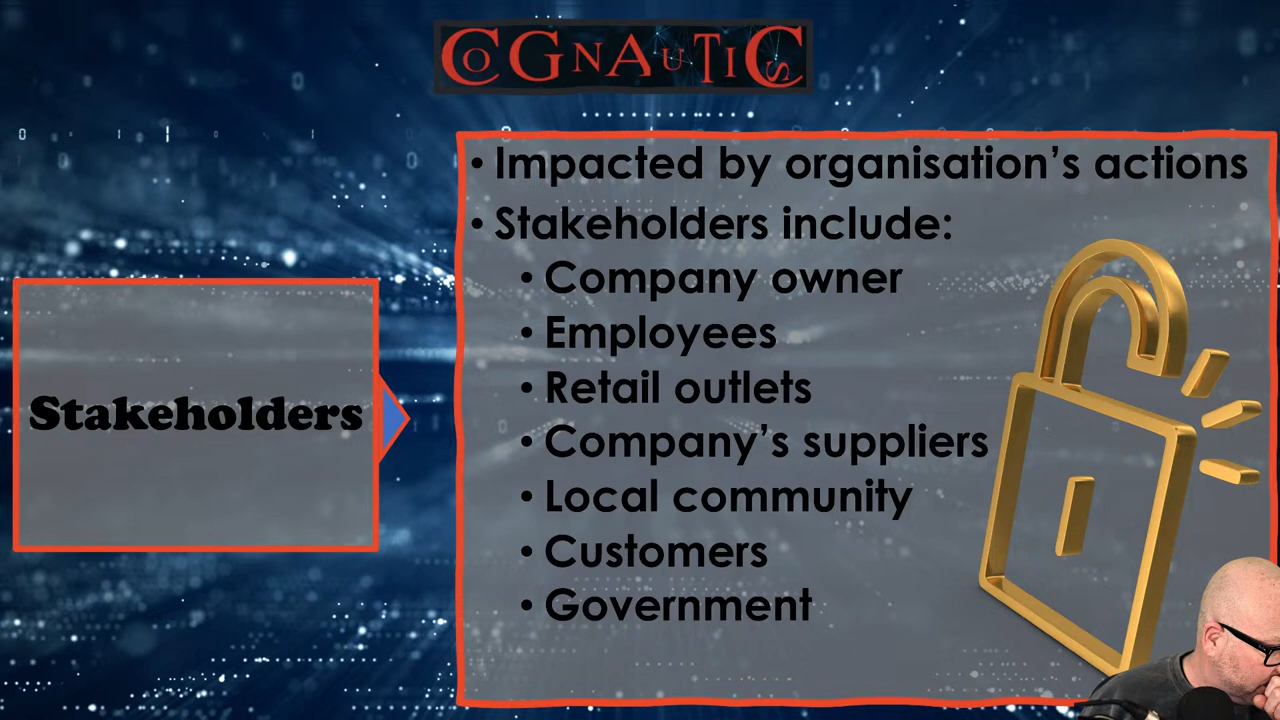 COGNAUTICS
Stakeholders
• Impacted by organisation’s actions
• Stakeholders include:
• Company owner
• Employees
• Retail outlets
• Company’s suppliers
• Local community
• Customers
• Government